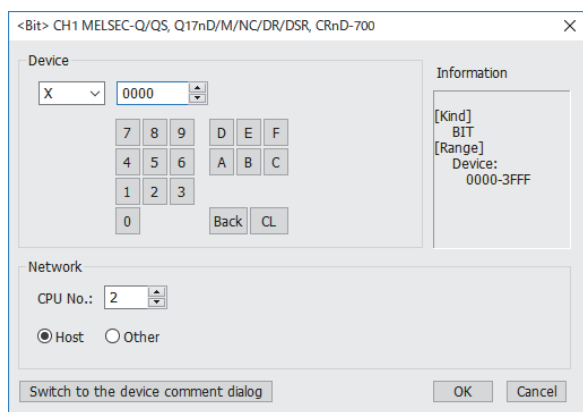 <Bit> CH1 MELSEC-Q/QS, Q17nD/M/NC/DR/DSR, CRnD-700
Device
X 0000
7 8 9 D E F
4 5 6 A B C
1 2 3
0 Back CL
Information
[Kind]
BIT
[Range]
Device:
0000-3FFF
Network
CPU No.: 2
Host Other
Switch to the device comment dialog OK Cancel